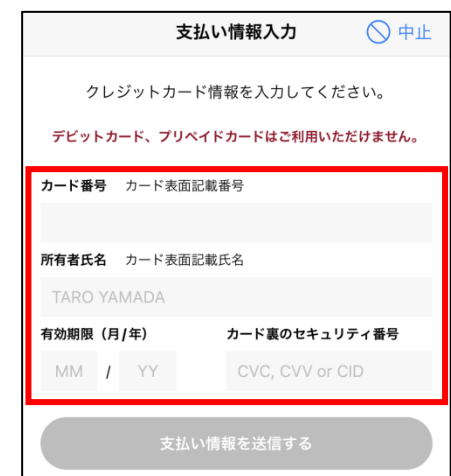 支払い情報入力 中止
クレジットカード情報を入力してください。
デビットカード、プリペイドカードはご利用いただけません。
カード番号 カード表面記載番号
所有者氏名 カード表面記載氏名
TARO YAMADA
有効期限（月/年） カード裏のセキュリティ番号
MM / YY CVC, CVV or CID
支払い情報を送信する